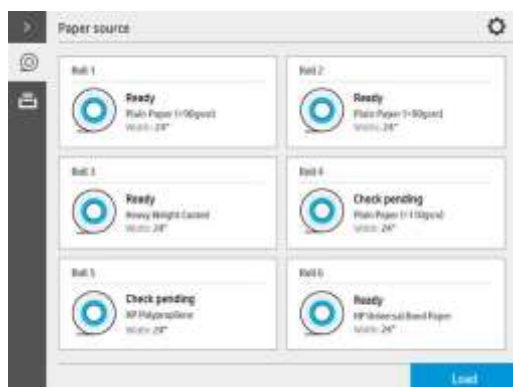 Paper source
Roll 1
Ready
Plain Paper (<90gsm)
Width: 24"
Roll 2
Ready
Plain Paper (<90gsm)
Width: 24"
Roll 3
Ready
Heavy Weight Coated
Width: 24"
Roll 4
Check pending
Plain Paper
Width: 24"
Roll 5
Check pending
HP Polypropylene
Width: 24"
Roll 6
Ready
HP Universal Bond Paper
Width: 24"
Load